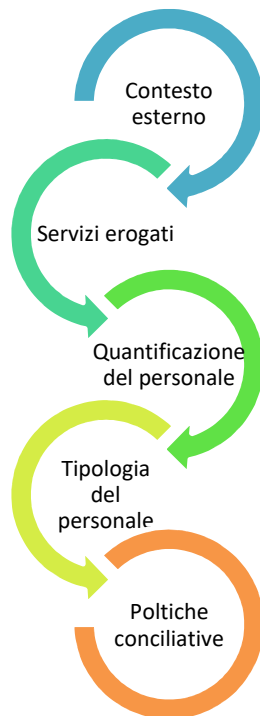 Contesto
esterno
Servizi erogati
Quantificazione
del personale
Tipologia
del
personale
Poltiche
conciliative